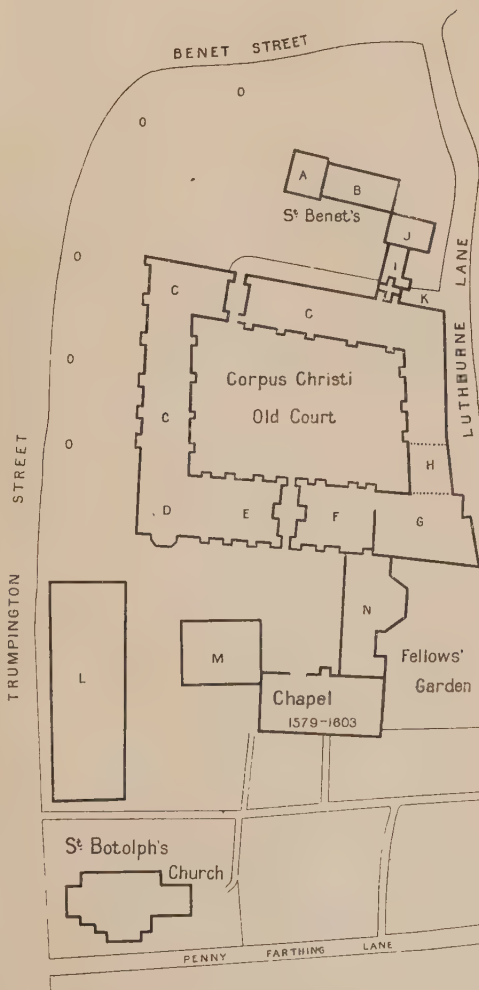 BENET STREET
O
O
A
B
St. Benet's
J
I
K
O
C
C
LUTHBURNE LANE
Corpus Christi
Old Court
O
C
O
H
TRUMPINGTON STREET
D
E
F
G
N
L
M
Fellows'
Garden
Chapel
1579-1603
St. Botolph's
Church
PENNY FARTHING LANE